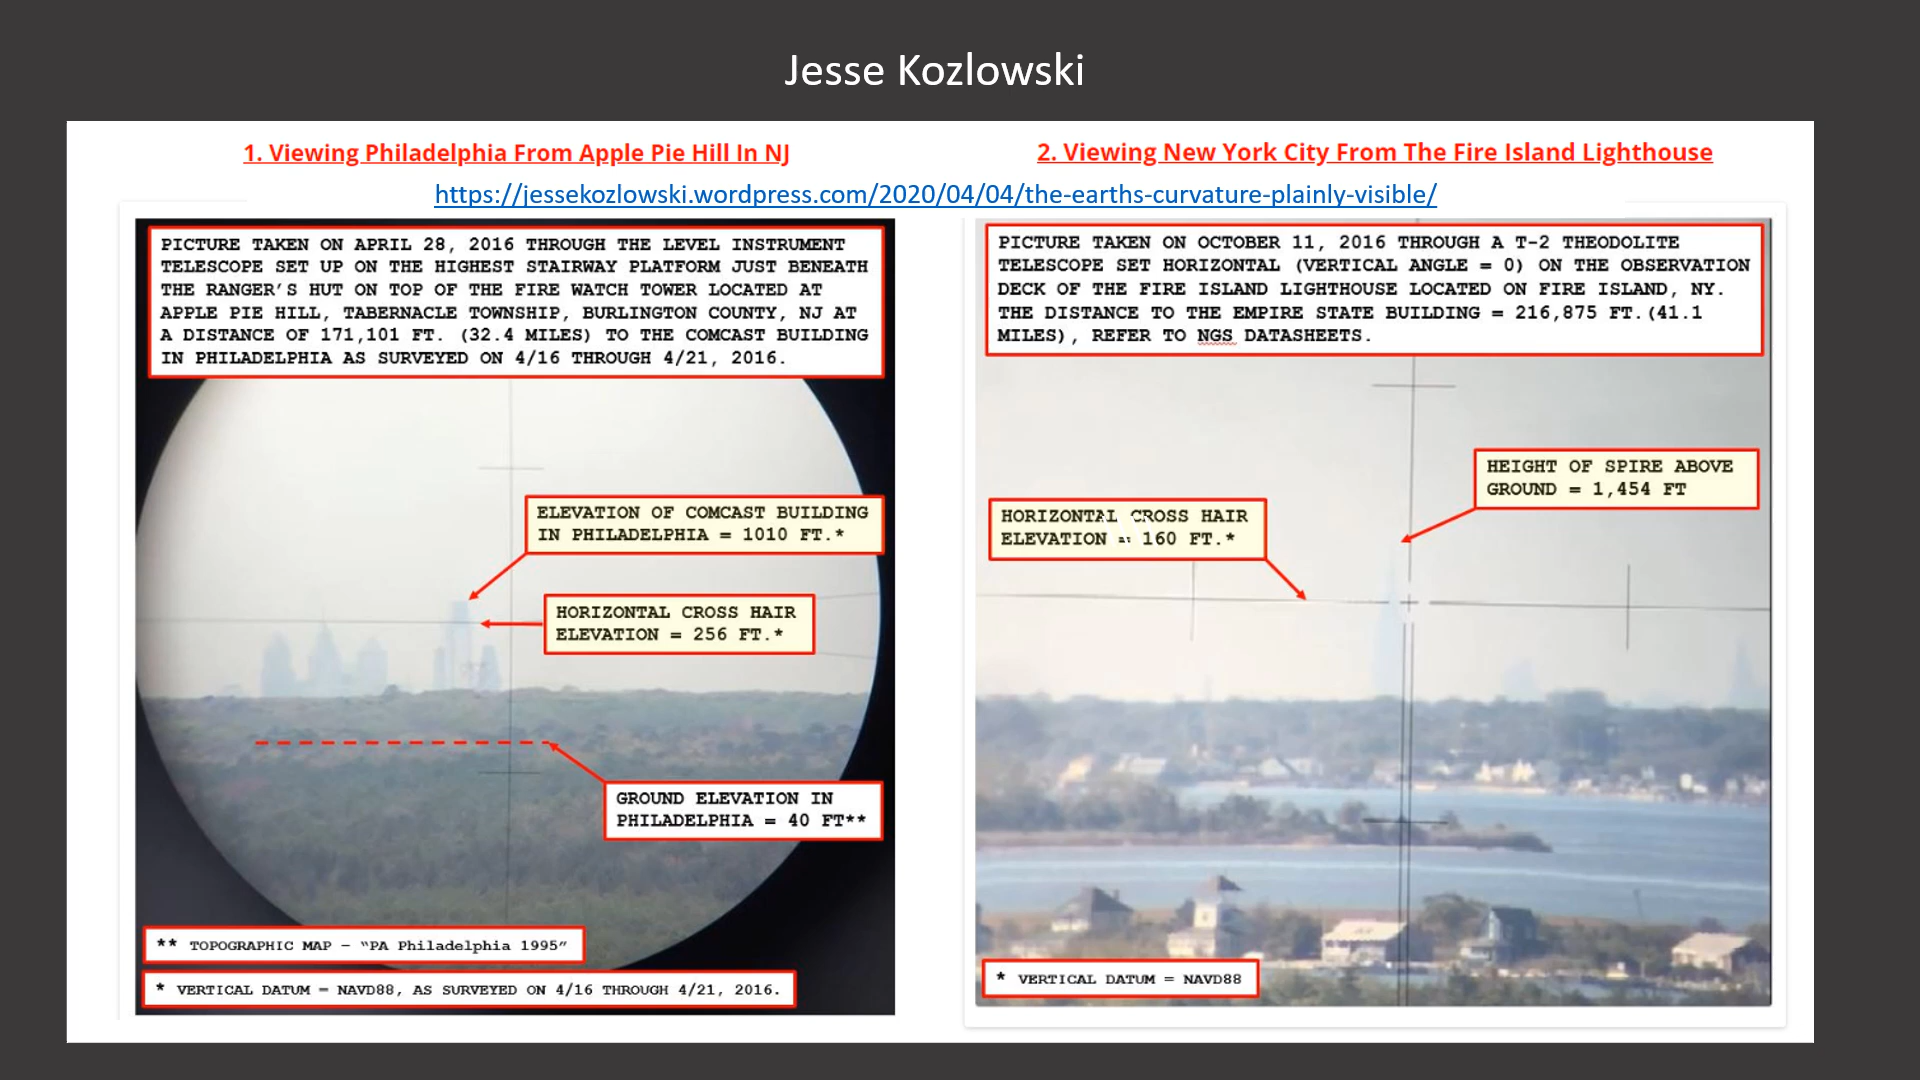 Jesse Kozlowski
1. Viewing Philadelphia From Apple Pie Hill In NJ
2. Viewing New York City From The Fire Island Lighthouse
https://jessekozlowski.wordpress.com/2020/04/04/the-earths-curvature-plainly-visible/
PICTURE TAKEN ON APRIL 28, 2016 THROUGH THE LEVEL INSTRUMENT
TELESCOPE SET UP ON THE HIGHEST STAIRWAY PLATFORM JUST BENEATH
THE RANGER'S HUT ON TOP OF THE FIRE WATCH TOWER LOCATED AT
APPLE PIE HILL, TABERNACLE TOWNSHIP, BURLINGTON COUNTY, NJ AT
A DISTANCE OF 171,101 FT. (32.4 MILES) TO THE COMCAST BUILDING
IN PHILADELPHIA AS SURVEYED ON 4/16 THROUGH 4/21, 2016.
ELEVATION OF COMCAST BUILDING
IN PHILADELPHIA = 1010 FT.*
HORIZONTAL CROSS HAIR
ELEVATION = 256 FT.*
GROUND ELEVATION IN
PHILADELPHIA = 40 FT**
** TOPOGRAPHIC MAP – "PA Philadelphia 1995"
* VERTICAL DATUM = NAVD88, AS SURVEYED ON 4/16 THROUGH 4/21, 2016.
PICTURE TAKEN ON OCTOBER 11, 2016 THROUGH A T-2 THEODOLITE
TELESCOPE SET HORIZONTAL (VERTICAL ANGLE = 0) ON THE OBSERVATION
DECK OF THE FIRE ISLAND LIGHTHOUSE LOCATED ON FIRE ISLAND, NY.
THE DISTANCE TO THE EMPIRE STATE BUILDING = 216,875 FT.(41.1
MILES), REFER TO NGS DATASHEETS.
HEIGHT OF SPIRE ABOVE
GROUND = 1,454 FT
HORIZONTAL CROSS HAIR
ELEVATION = 160 FT.*
* VERTICAL DATUM = NAVD88